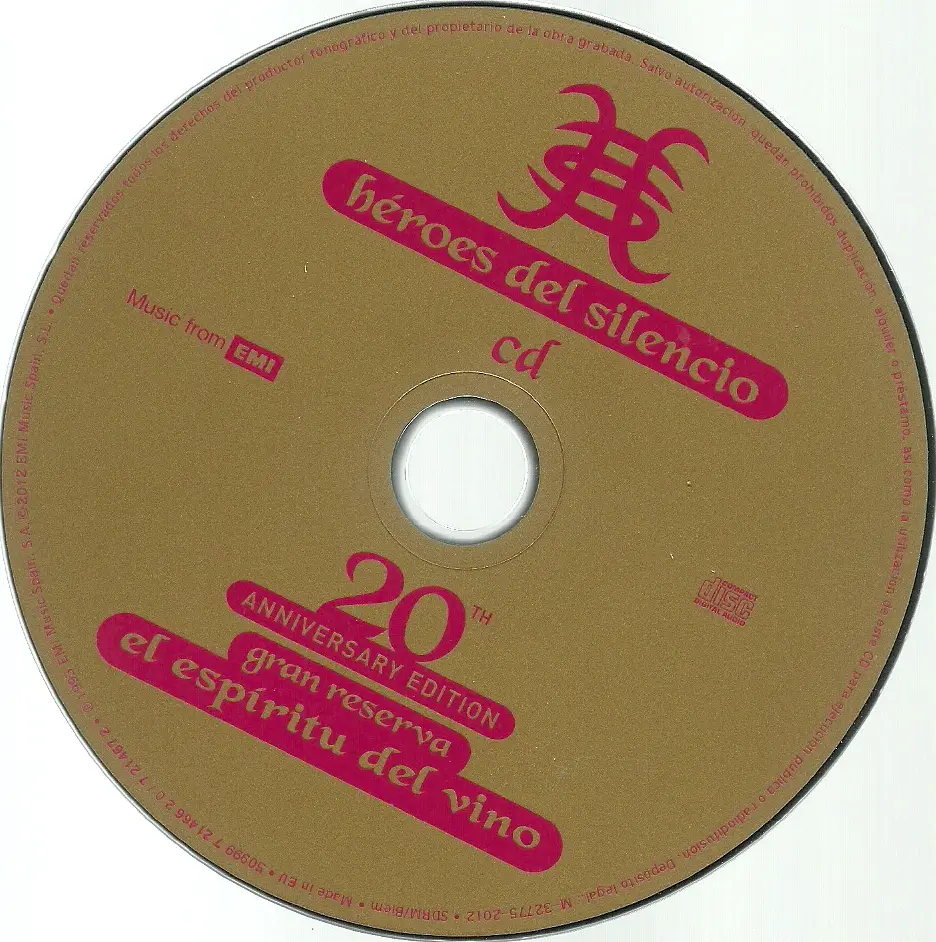 héroes del silencio
cd
Music from EMI
COMPACT
disc
DIGITAL AUDIO
20TH
ANNIVERSARY EDITION
gran reserva
el espíritu del vino
℗ 1993 EMI Music Spain, S.A. ©2012 EMI Music Spain, S.L. • Quedan reservados todos los derechos del productor fonográfico y del propietario de la obra grabada. Salvo autorización, quedan prohibidos duplicación, alquiler o préstamo, así como la utilización de este CD para ejecución pública o radiodifusión. Depósito legal.: M- 32775-2012 • SDRM/Biem • Made in EU • 50999 7 21466 2 0 / 7 21467 2 •